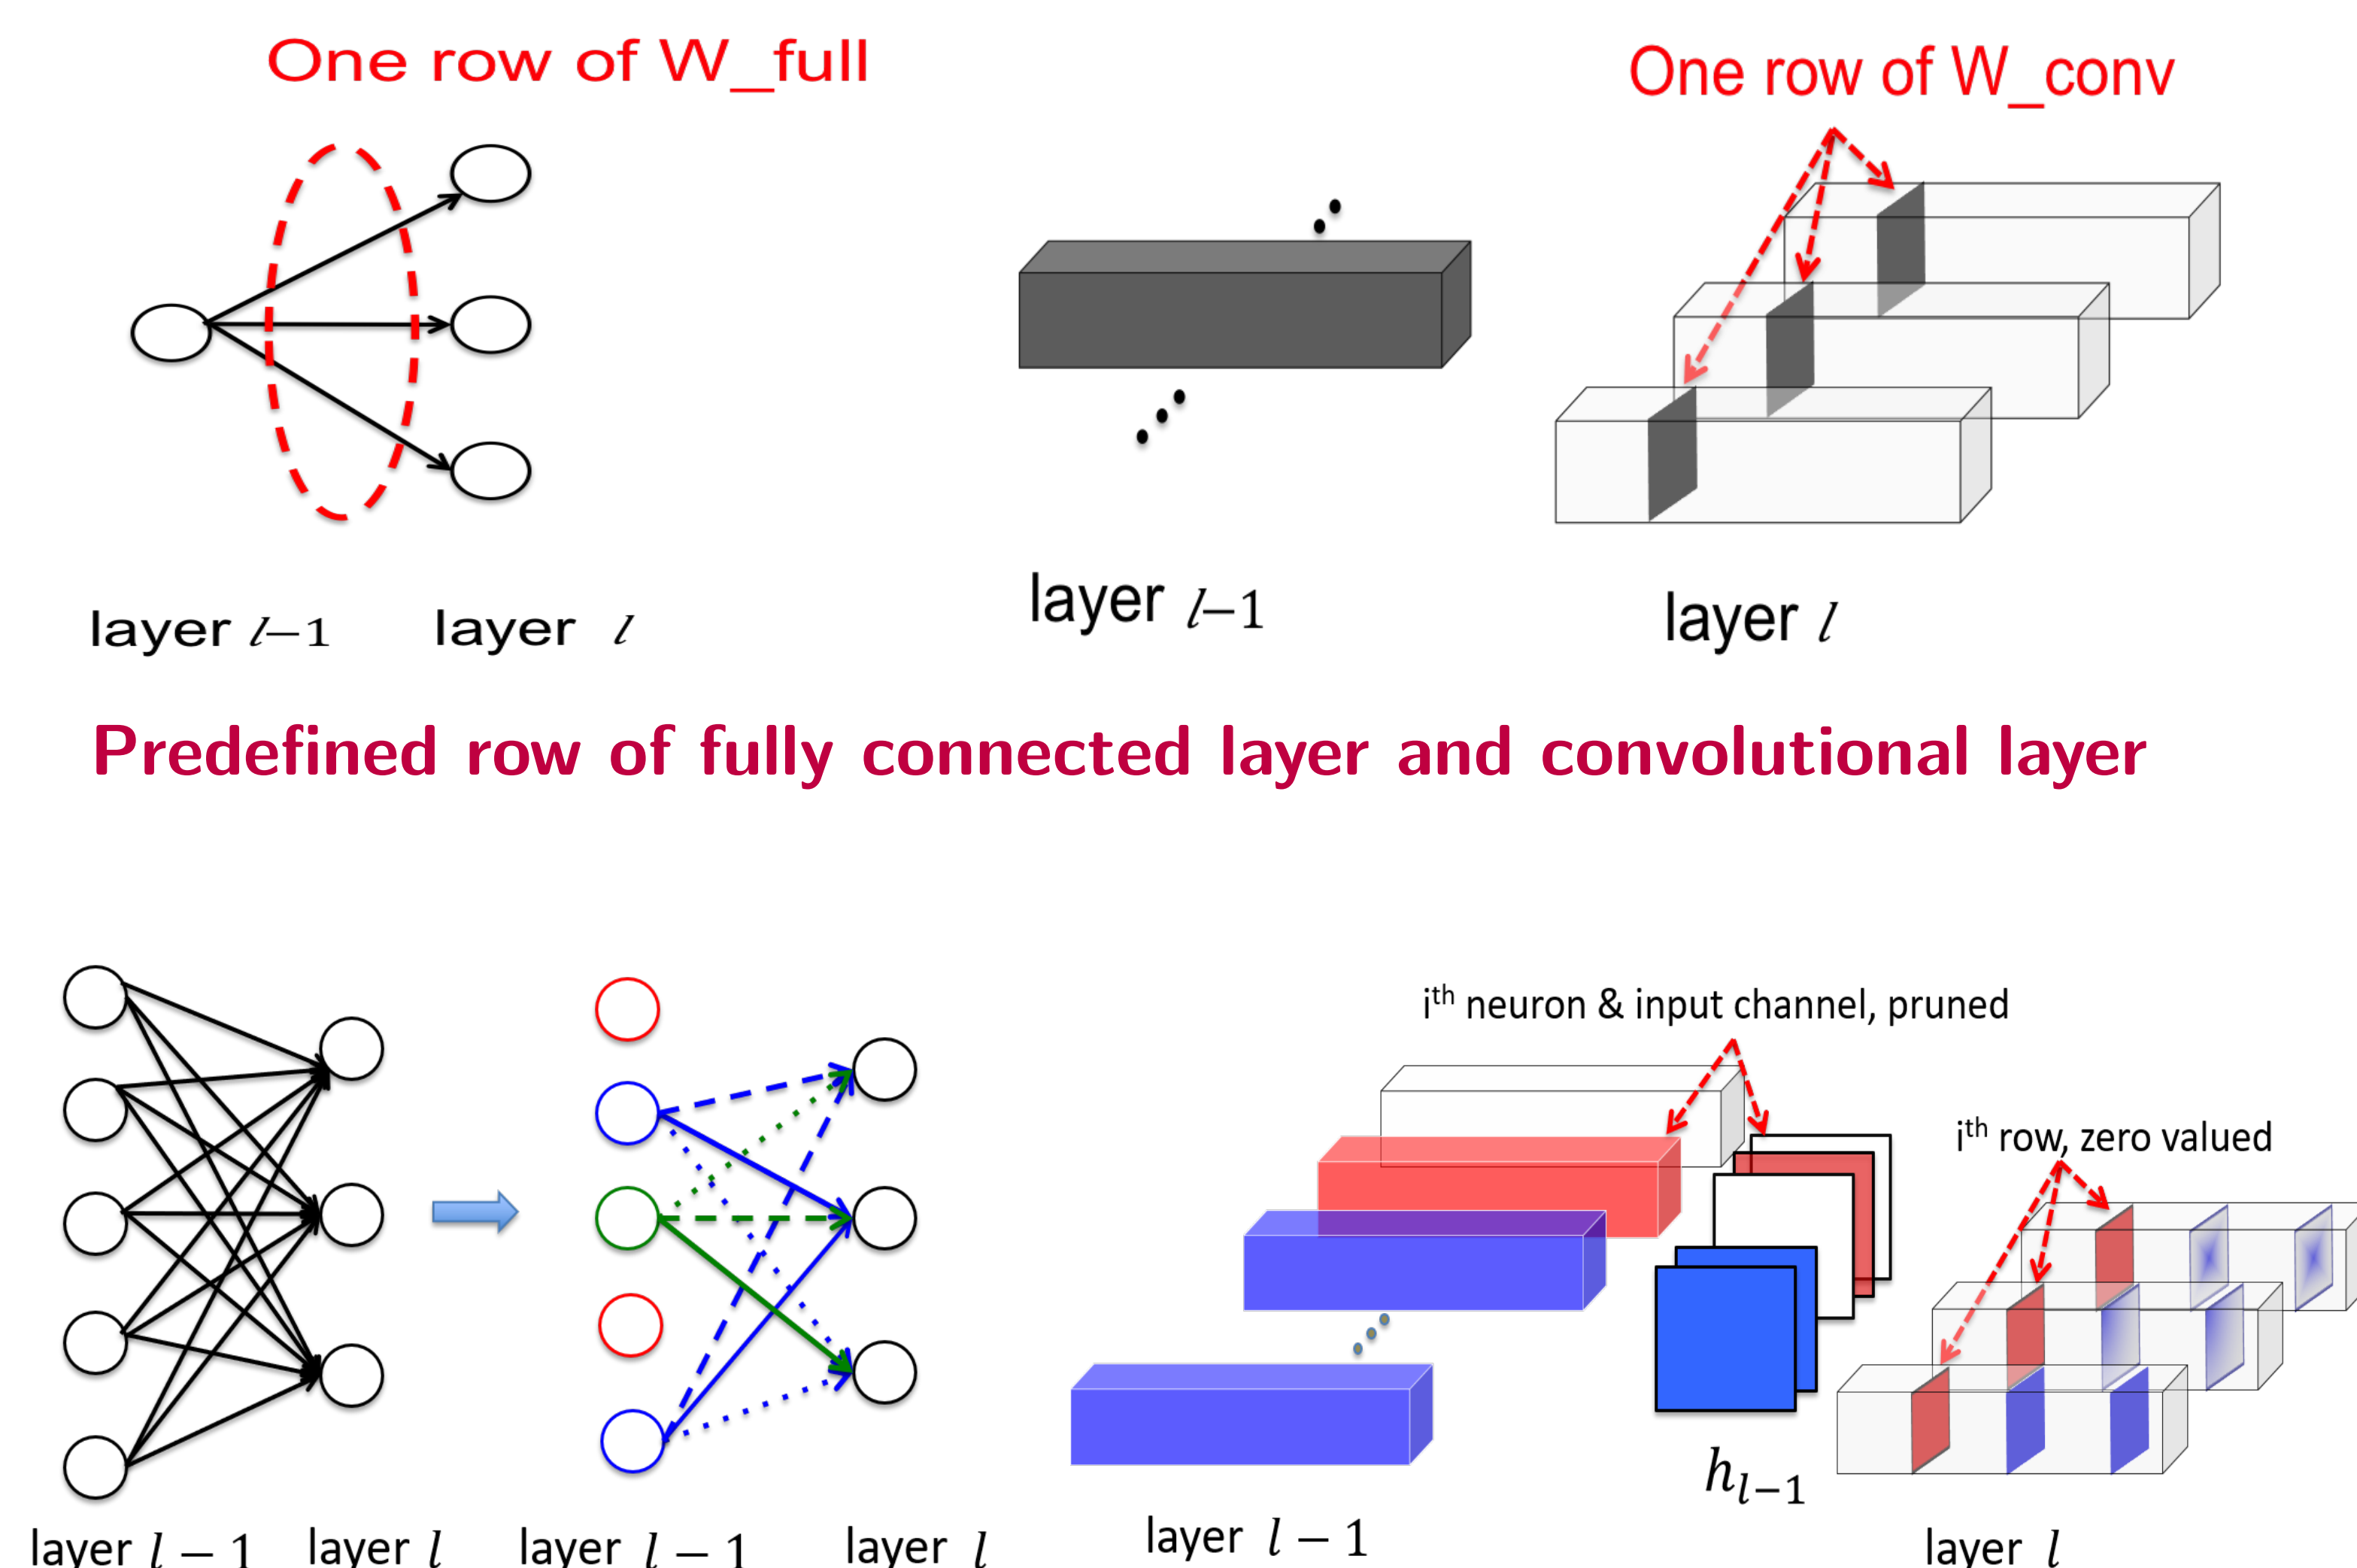 One row of W_full
One row of W_conv
layer l−1 layer l
layer l−1
layer l
Predefined row of fully connected layer and convolutional layer
iᵗʰ neuron & input channel, pruned
iᵗʰ row, zero valued
hₗ₋₁
layer l − 1 layer l layer l − 1 layer l
layer l − 1
layer l